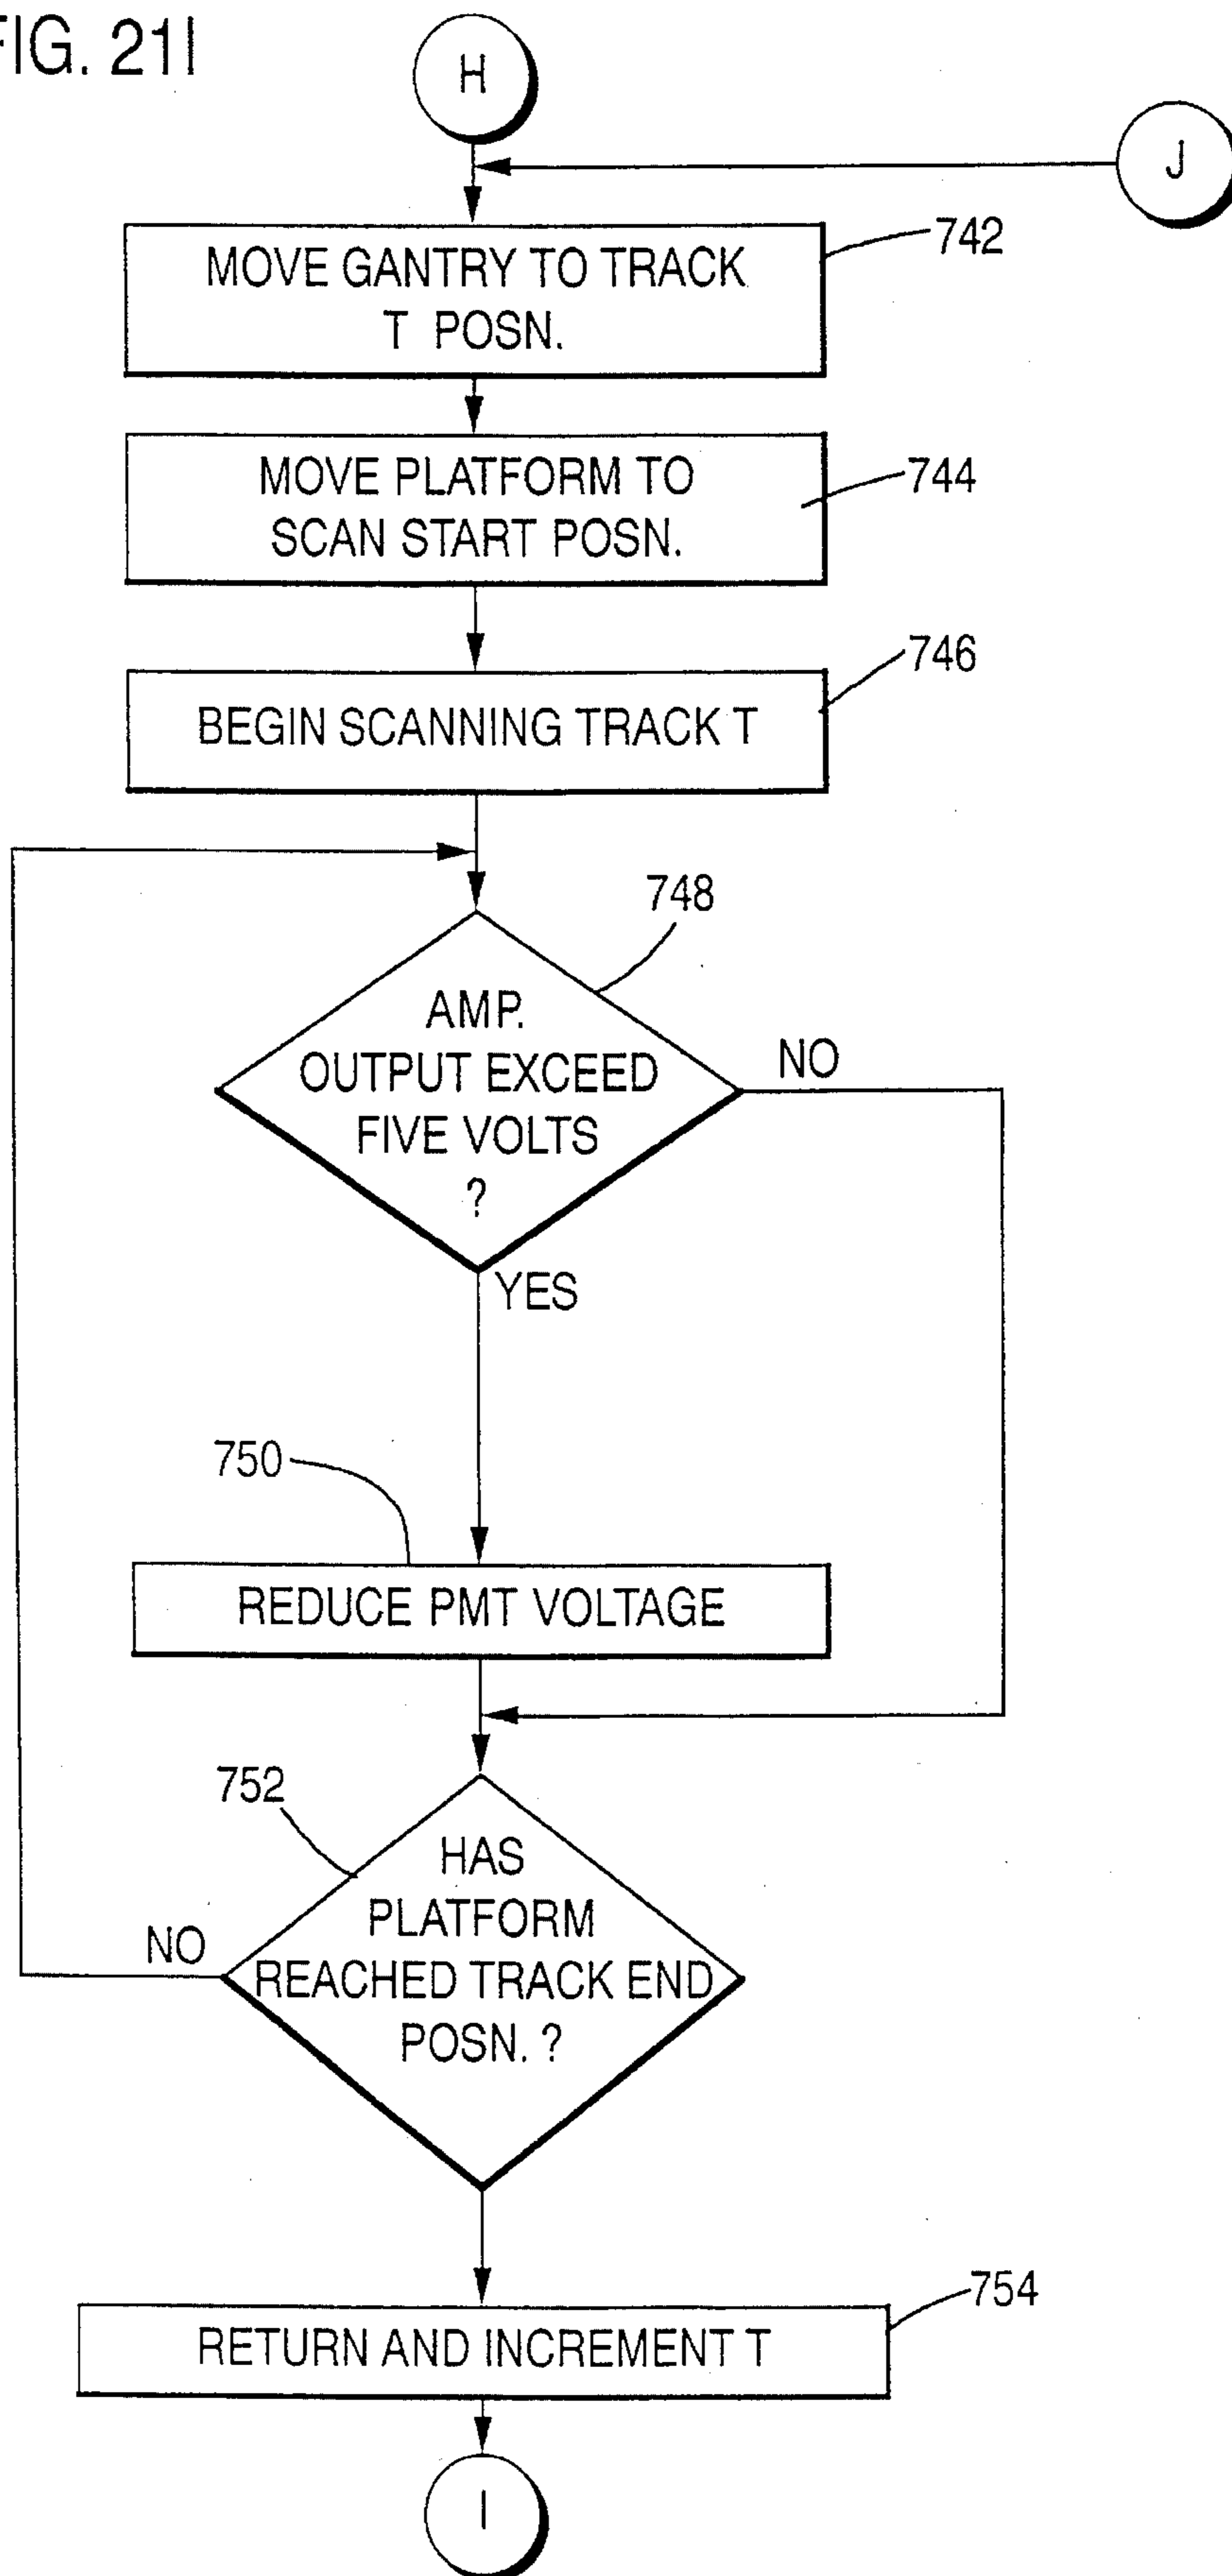 FIG. 21I
H
J
742
MOVE GANTRY TO TRACK
T POSN.
744
MOVE PLATFORM TO
SCAN START POSN.
746
BEGIN SCANNING TRACK T
748
AMP.
OUTPUT EXCEED
FIVE VOLTS
?
NO
YES
750
REDUCE PMT VOLTAGE
752
HAS
PLATFORM
REACHED TRACK END
POSN. ?
NO
754
RETURN AND INCREMENT T
I